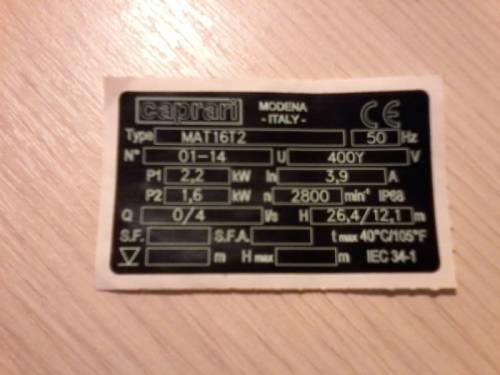 caprari MODENA CE
- ITALY -
Type MAT16T2 50 Hz
N° 01-14 U 400Y V
P1 2,2 kW In 3,9 A
P2 1,6 kW n 2800 min⁻¹ IP68
Q 0/4 l/s H 26,4/12,1 m
S.F. S.F.A. t max 40°C/105°F
m H max m IEC 34-1